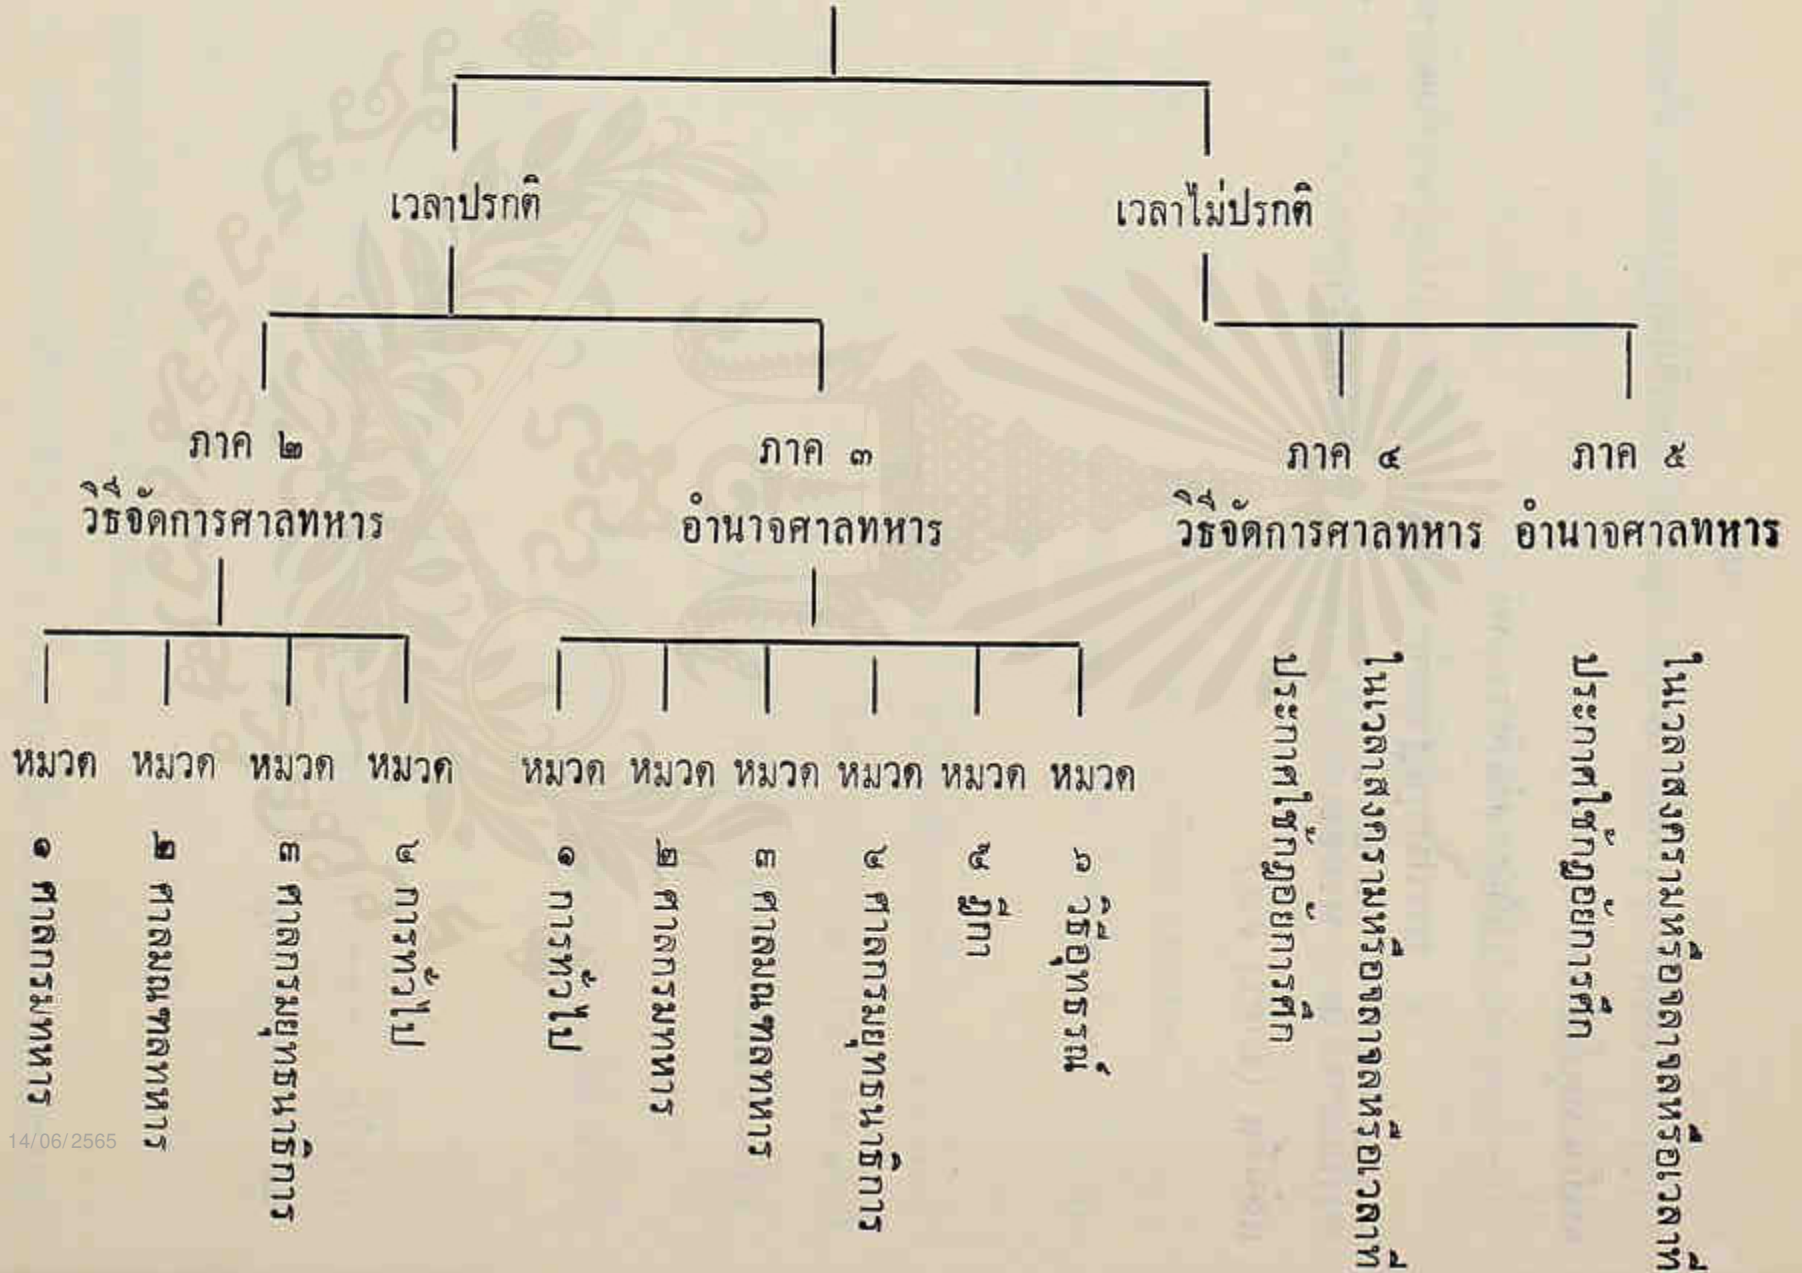 เวลาปรกติ
เวลาไม่ปรกติ
ภาค ๒
วิธีจัดการศาลทหาร
ภาค ๓
อำนาจศาลทหาร
ภาค ๔
วิธีจัดการศาลทหาร
ภาค ๕
อำนาจศาลทหาร
หมวด
๑ ศาลกรมทหาร
หมวด
๒ ศาลมณฑลทหาร
หมวด
๓ ศาลกรมยุทธนาธิการ
หมวด
๔ การทั่วไป
หมวด
๑ การทั่วไป
หมวด
๒ ศาลกรมทหาร
หมวด
๓ ศาลมณฑลทหาร
หมวด
๔ ศาลกรมยุทธนาธิการ
หมวด
๕ ฎีกา
หมวด
๖ วิธีอุทธรณ์
ในเวลาสงครามหรือจลาจลหรือเวลาที่
ประกาศใช้กฎอัยการศึก
ในเวลาสงครามหรือจลาจลหรือเวลาที่
ประกาศใช้กฎอัยการศึก
14/06/2565